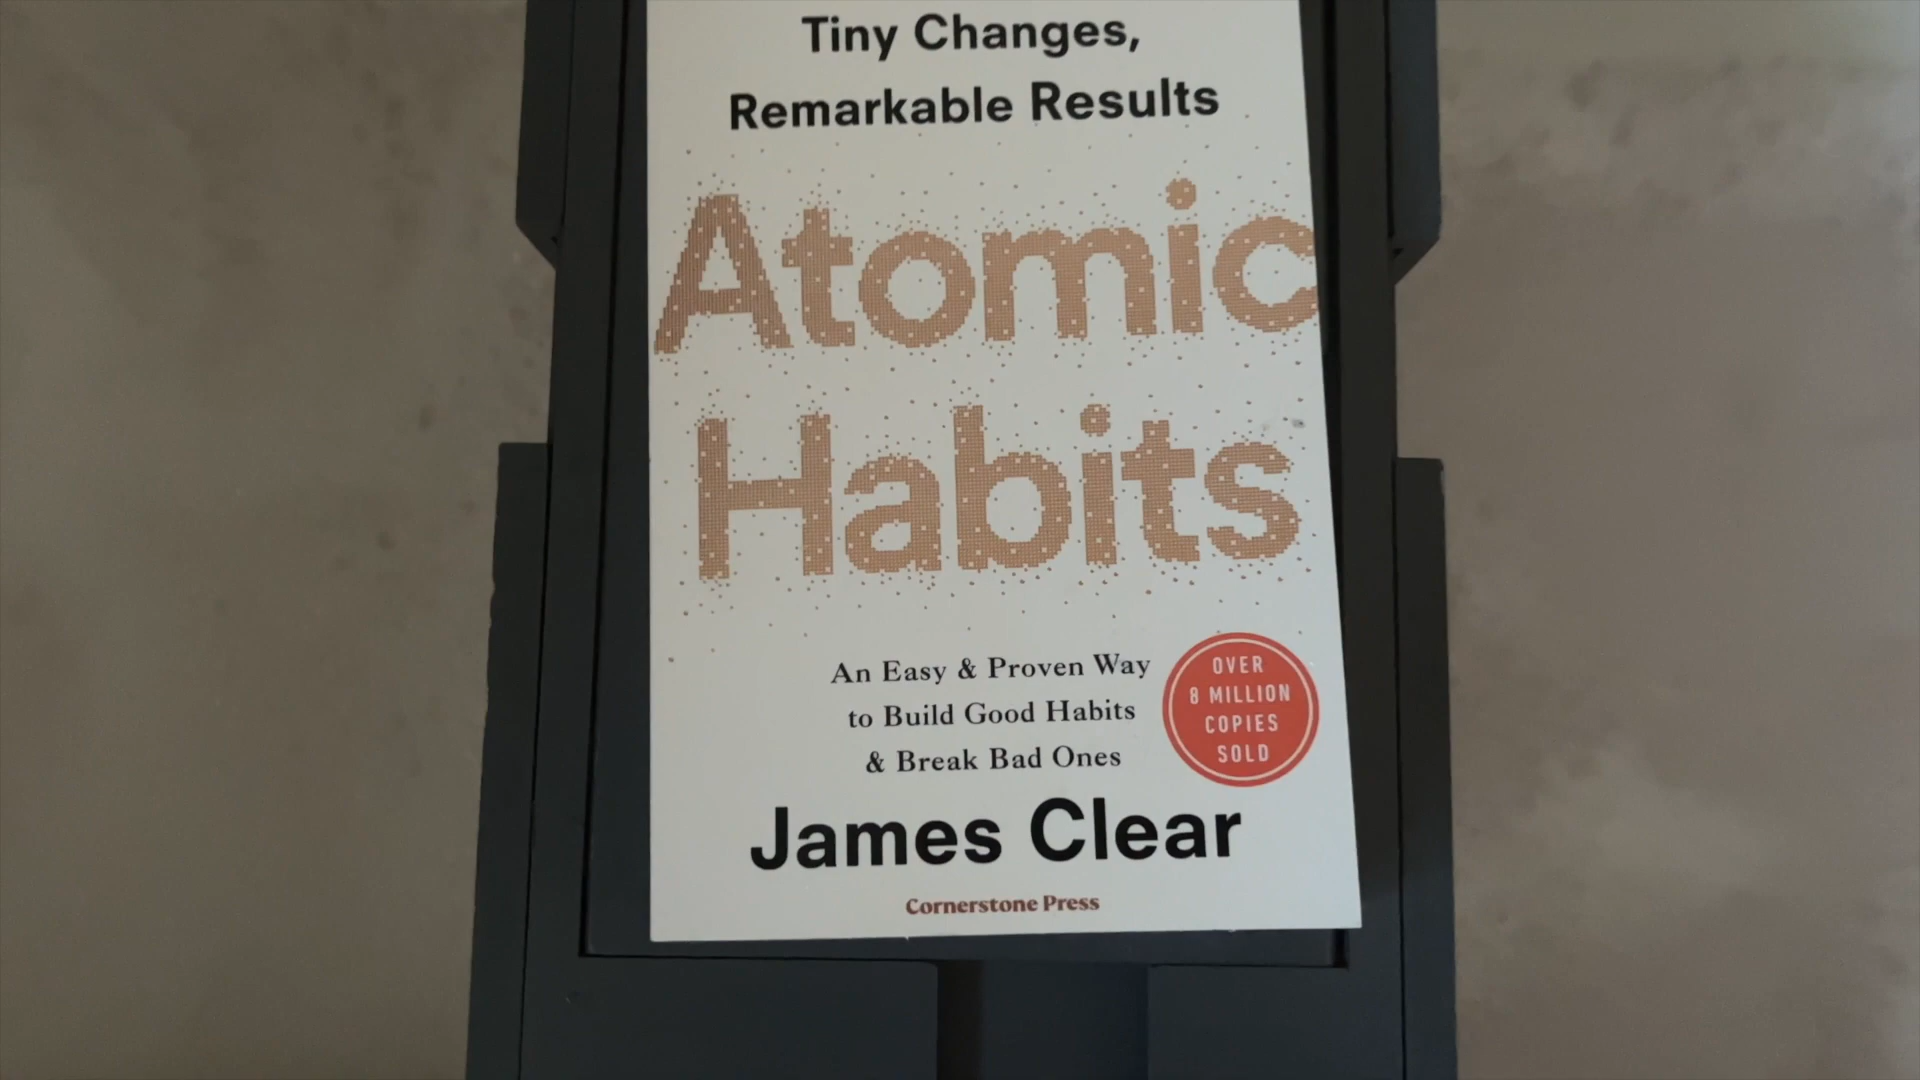 Tiny Changes,
Remarkable Results
Atomic
Habits
An Easy & Proven Way
to Build Good Habits
& Break Bad Ones
OVER
8 MILLION
COPIES
SOLD
James Clear
Cornerstone Press